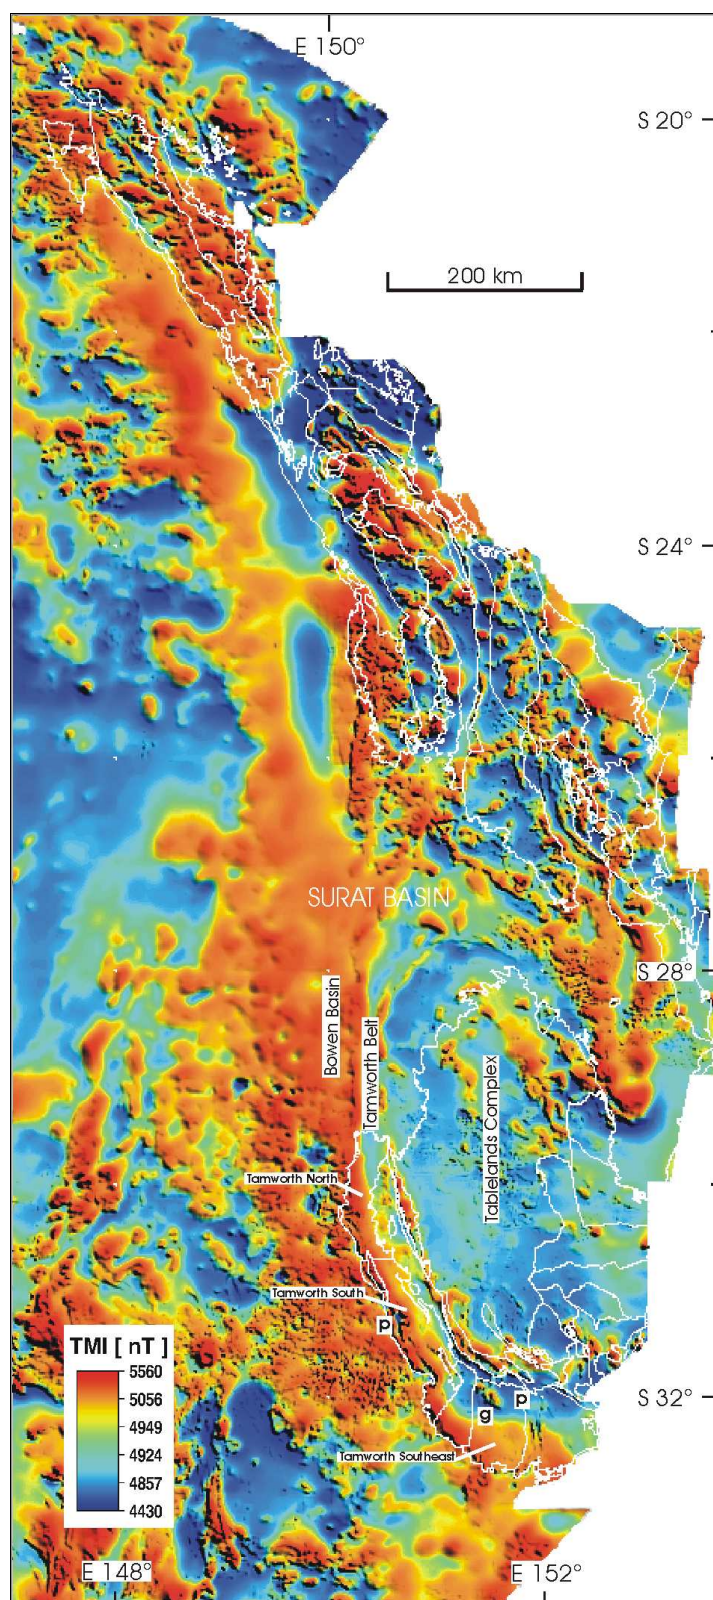 E 150°
S 20°
200 km
S 24°
SURAT BASIN
S 28°
Bowen Basin
Tamworth Belt
Tablelands Complex
Tamworth North
Tamworth South
p
TMI [ nT ]
5560
5056
4949
4924
4857
4430
S 32°
p
g
Tamworth Southeast
E 148°
E 152°